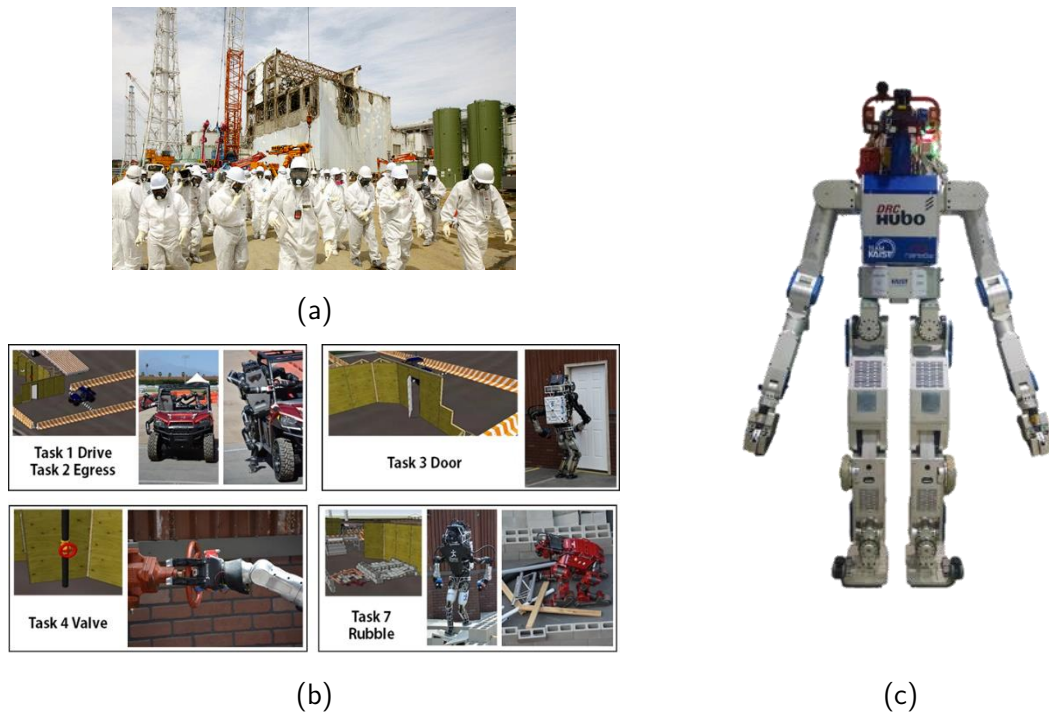 (a)
Task 1 Drive
Task 2 Egress
Task 3 Door
Task 4 Valve
Task 7
Rubble
(b)
DRC
HUBO
TEAM
KAIST
KAIST
(c)